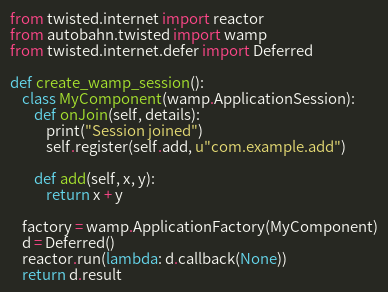 from twisted.internet import reactor
from autobahn.twisted import wamp
from twisted.internet.defer import Deferred

def create_wamp_session():
    class MyComponent(wamp.ApplicationSession):
        def onJoin(self, details):
            print("Session joined")
            self.register(self.add, u"com.example.add")

        def add(self, x, y):
            return x + y

    factory = wamp.ApplicationFactory(MyComponent)
    d = Deferred()
    reactor.run(lambda: d.callback(None))
    return d.result